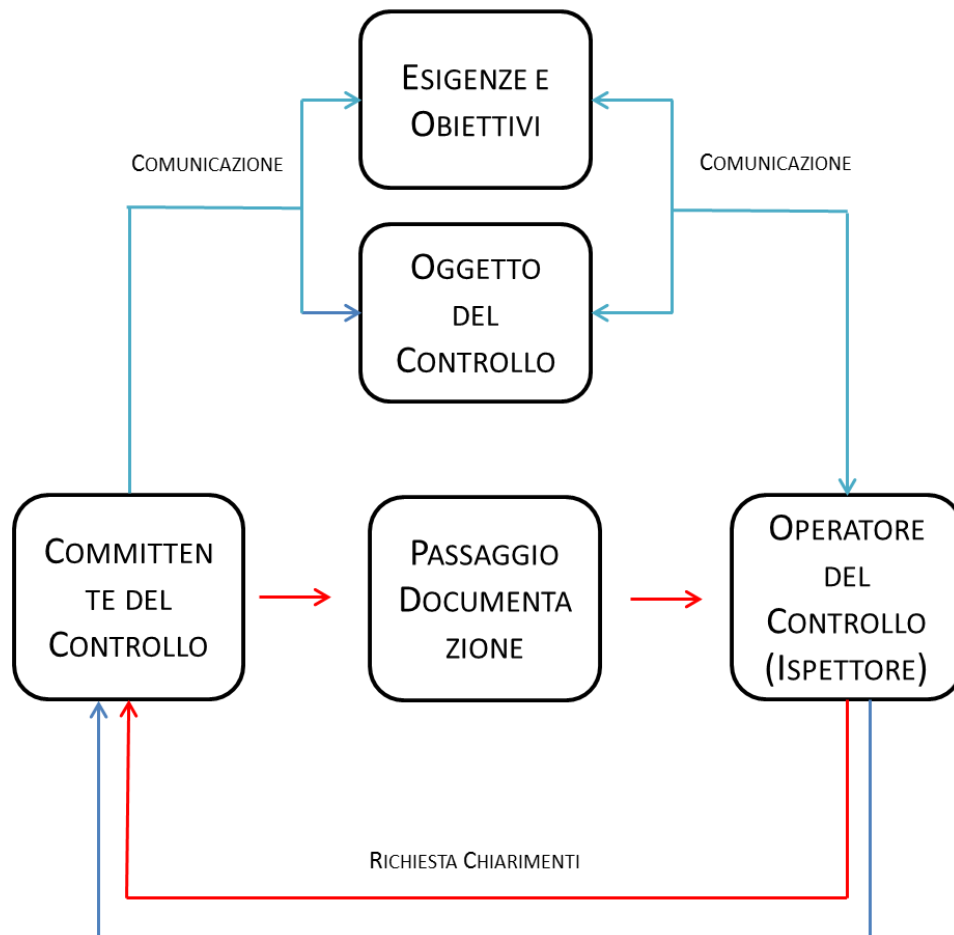 Esigenze e
Obiettivi
Comunicazione
Comunicazione
Oggetto
del
Controllo
Committen
te del
Controllo
Passaggio
Documenta
zione
Operatore
del
Controllo
(Ispettore)
Richiesta Chiarimenti